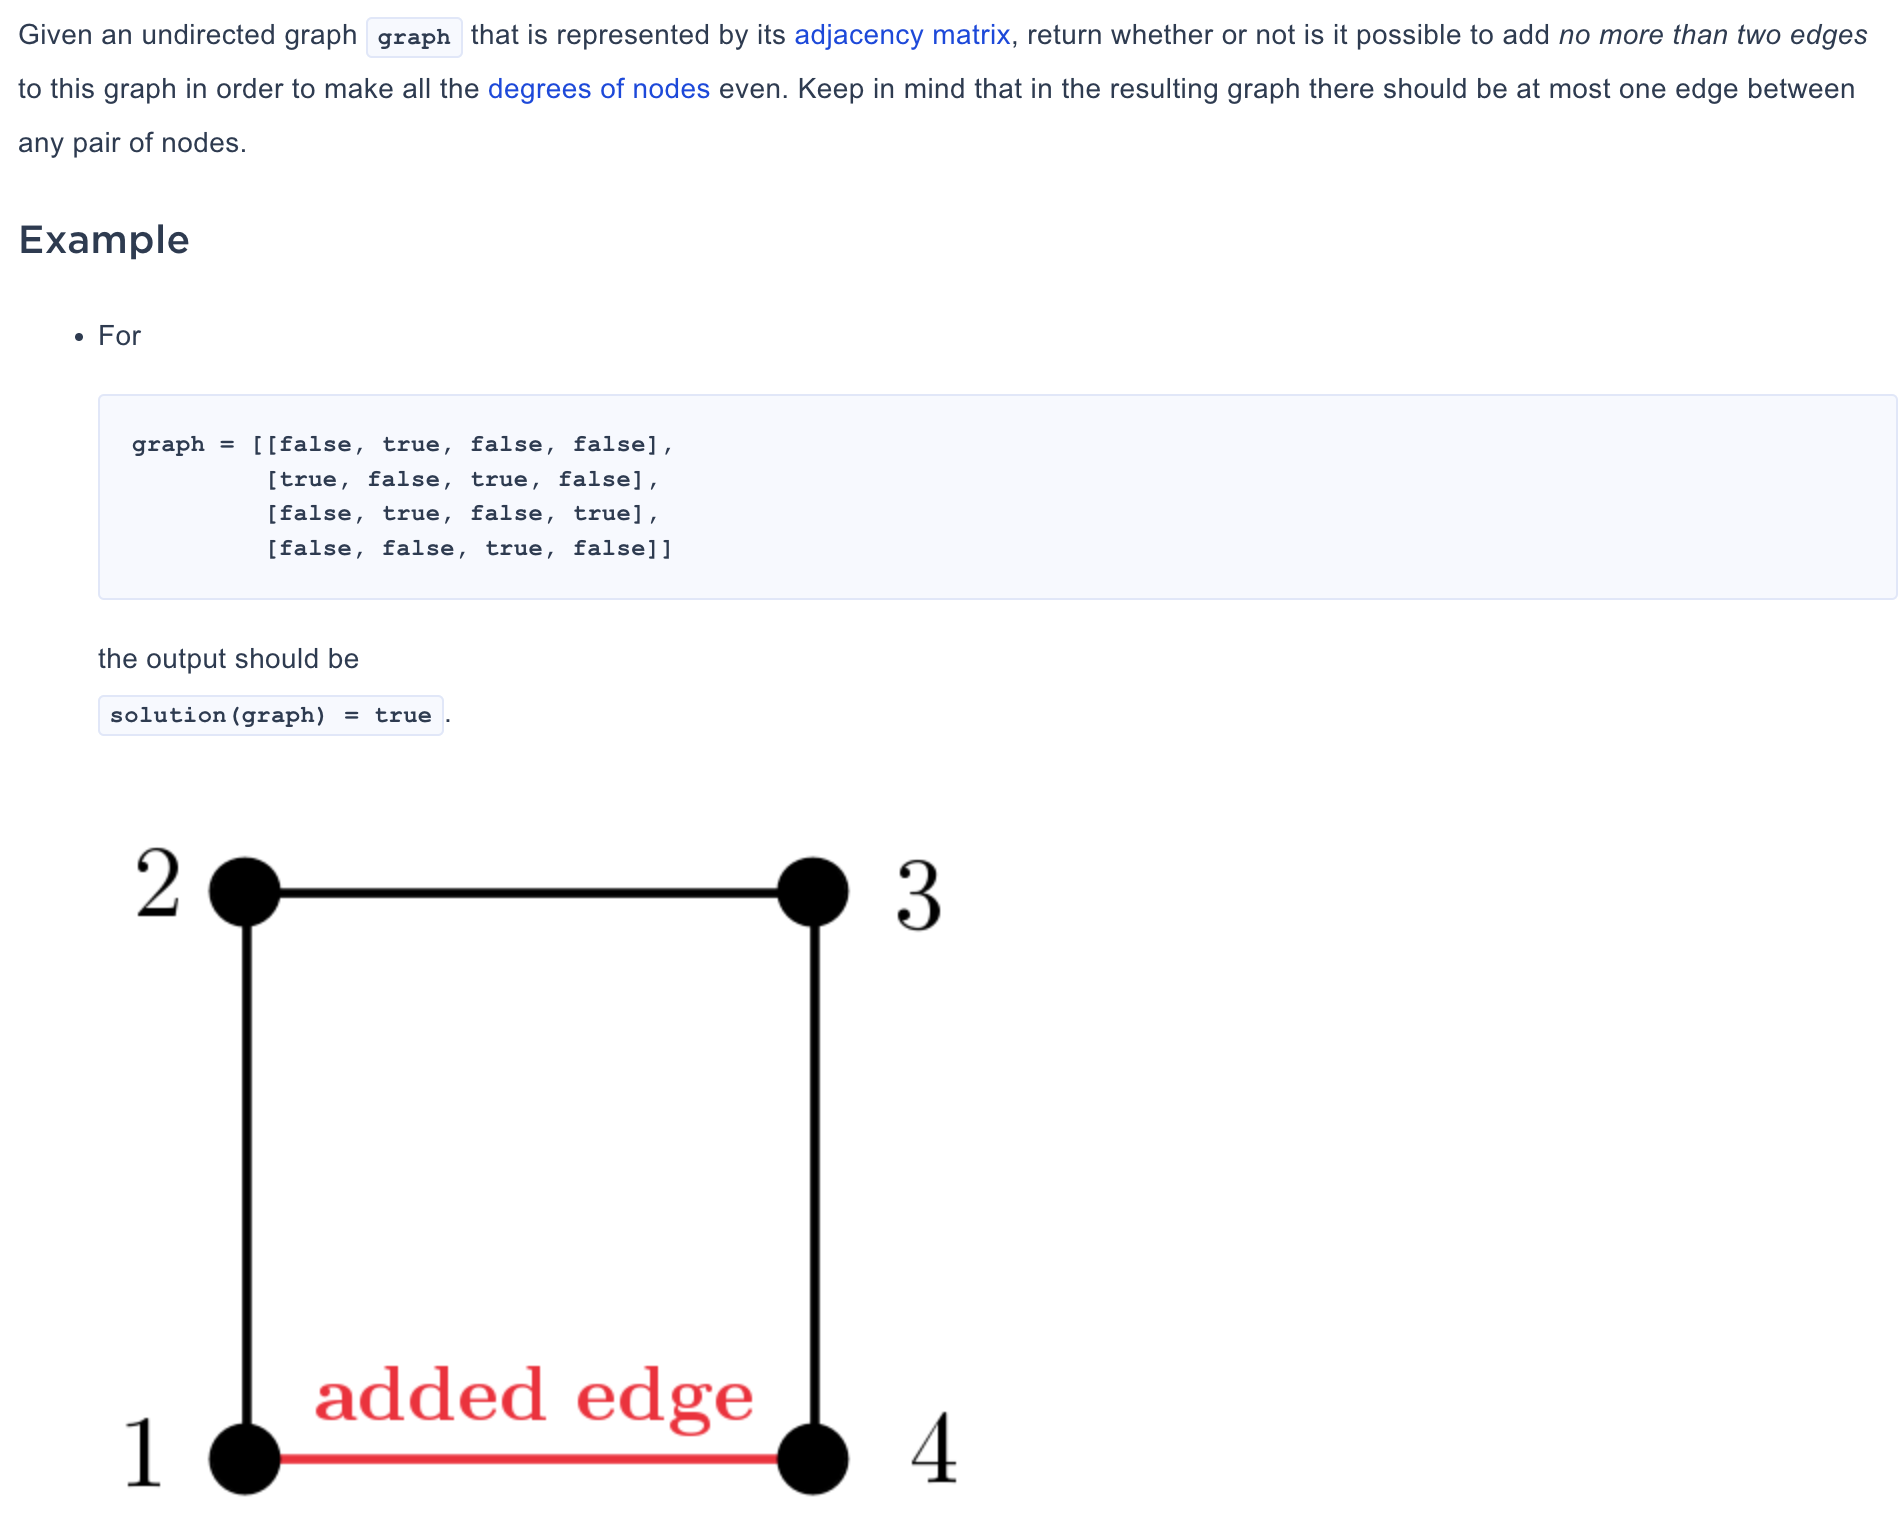 Given an undirected graph graph that is represented by its adjacency matrix, return whether or not is it possible to add no more than two edges
to this graph in order to make all the degrees of nodes even. Keep in mind that in the resulting graph there should be at most one edge between
any pair of nodes.
Example
• For
graph = [[false, true, false, false],
[true, false, true, false],
[false, true, false, true],
[false, false, true, false]]
the output should be
solution(graph) = true.
2 3
added edge
1 4